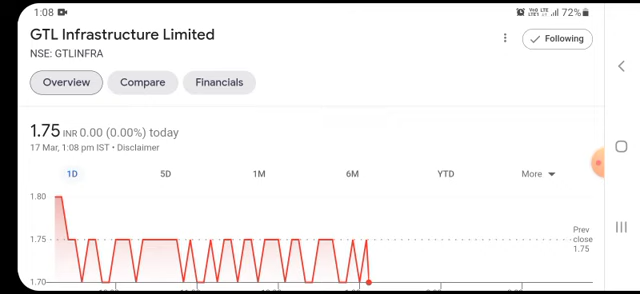 1:08
72%
GTL Infrastructure Limited
NSE: GTLINFRA
Following
Overview
Compare
Financials
1.75 INR 0.00 (0.00%) today
17 Mar, 1:08 pm IST • Disclaimer
1D 5D 1M 6M YTD More
1.80
1.75
Prev
close
1.75
1.70